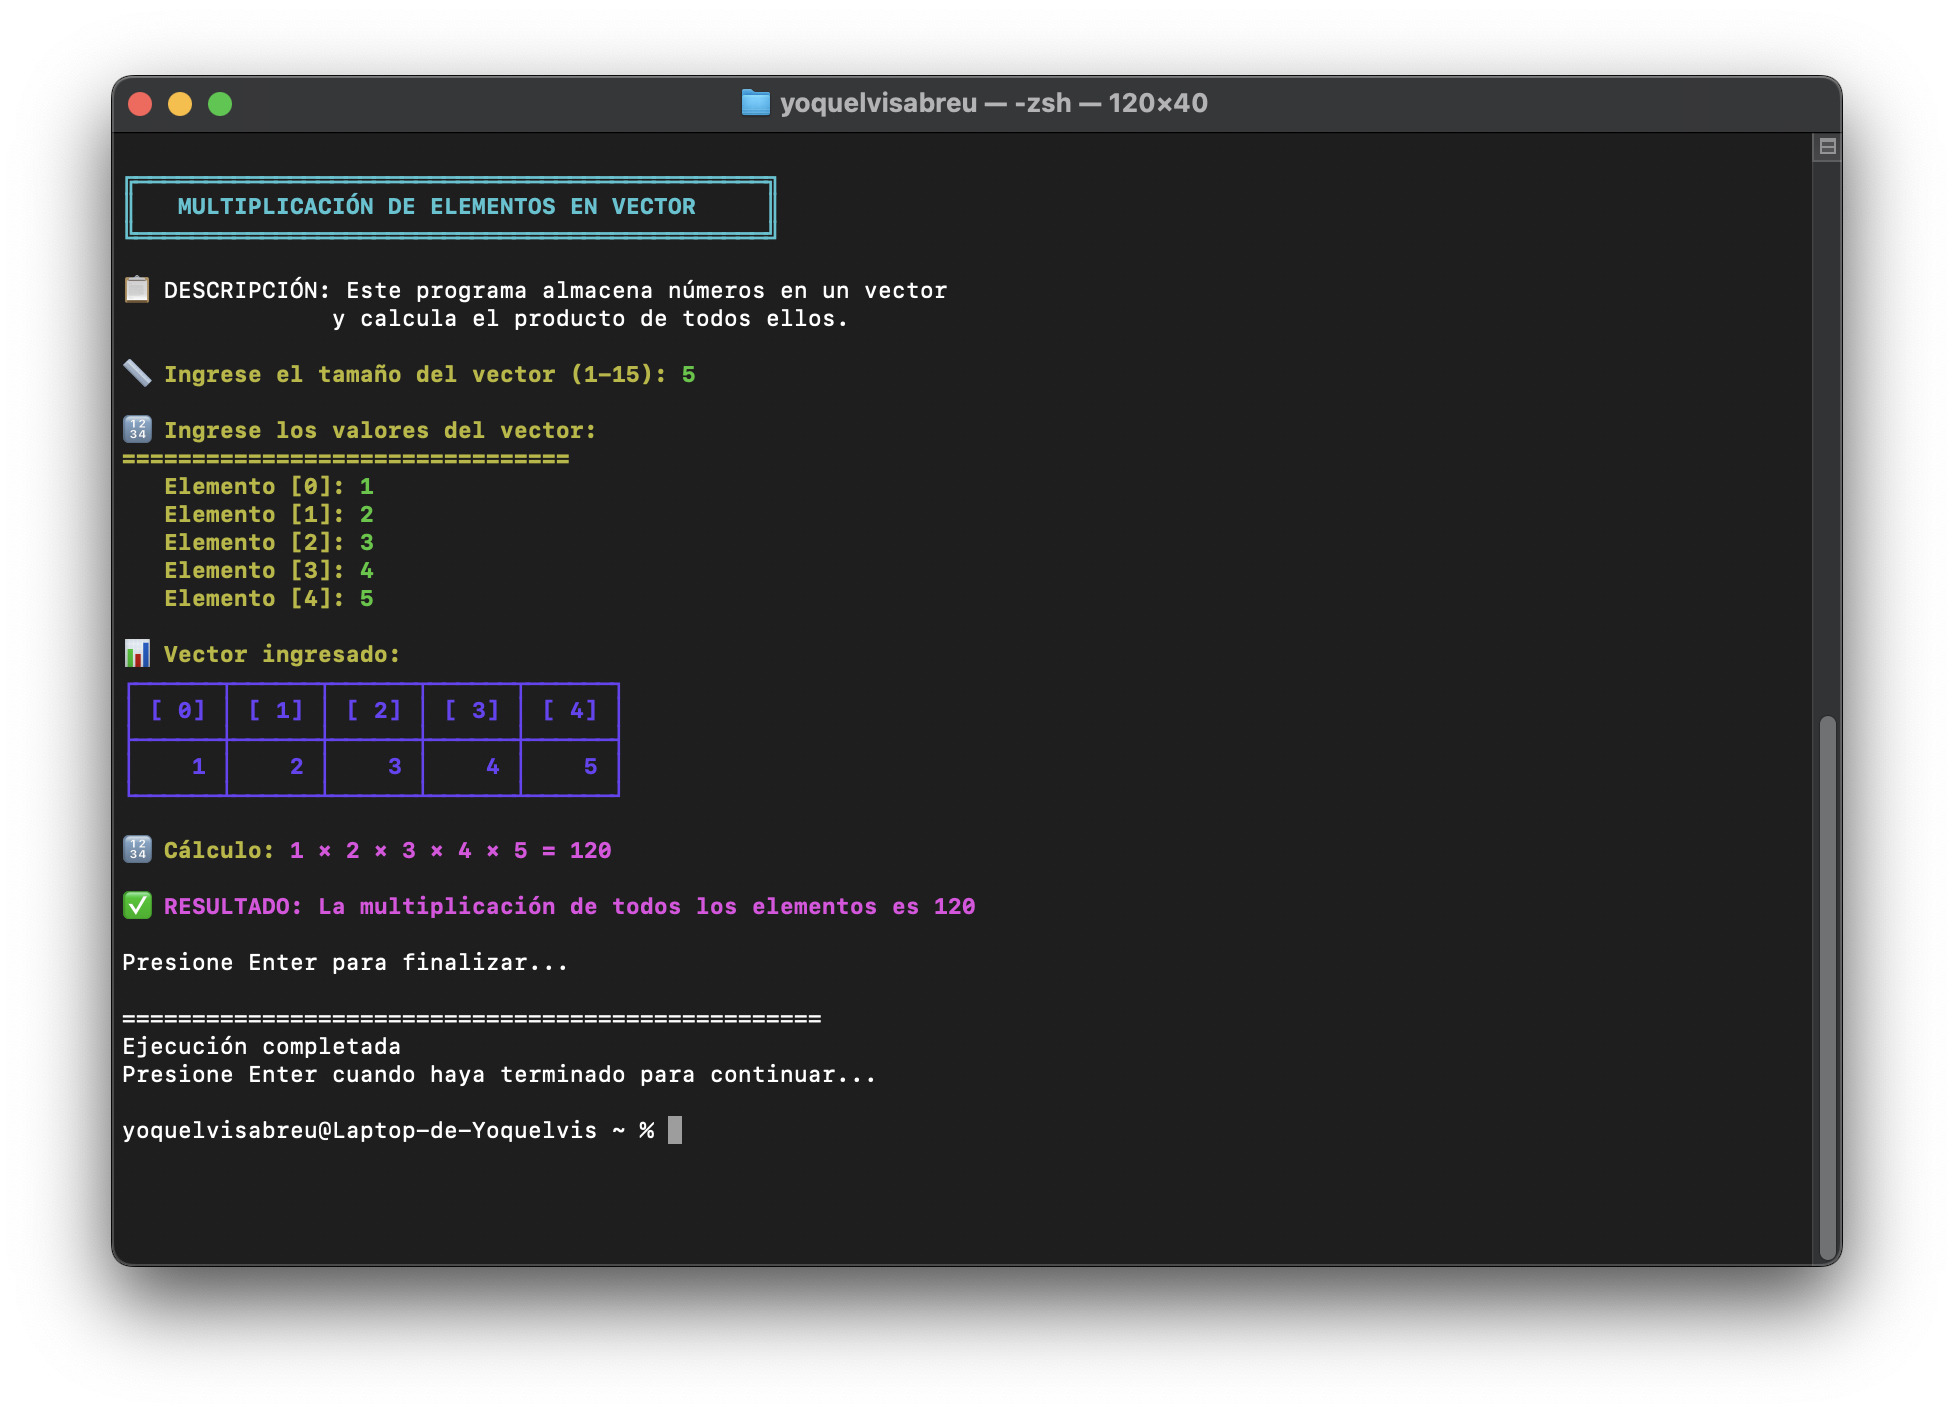 yoquelvisabreu — -zsh — 120×40
MULTIPLICACIÓN DE ELEMENTOS EN VECTOR
📋 DESCRIPCIÓN: Este programa almacena números en un vector
y calcula el producto de todos ellos.
📏 Ingrese el tamaño del vector (1-15): 5
🔢 Ingrese los valores del vector:
================================
Elemento [0]: 1
Elemento [1]: 2
Elemento [2]: 3
Elemento [3]: 4
Elemento [4]: 5
📊 Vector ingresado:
[ 0] [ 1] [ 2] [ 3] [ 4]
1 2 3 4 5
🔢 Cálculo: 1 × 2 × 3 × 4 × 5 = 120
✅ RESULTADO: La multiplicación de todos los elementos es 120
Presione Enter para finalizar...
==================================================
Ejecución completada
Presione Enter cuando haya terminado para continuar...
yoquelvisabreu@Laptop-de-Yoquelvis ~ %